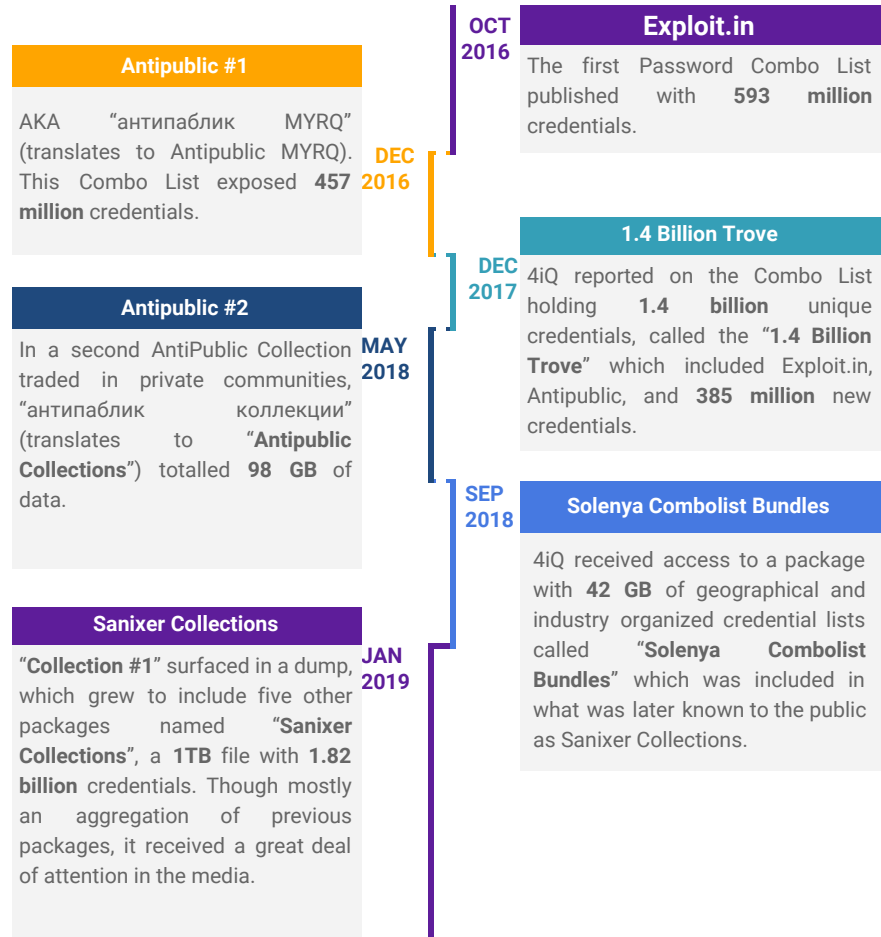 OCT
2016
Exploit.in
The first Password Combo List
published with 593 million
credentials.
Antipublic #1
AKA “антипаблик MYRQ”
(translates to Antipublic MYRQ).
This Combo List exposed 457
million credentials.
DEC
2016
DEC
2017
1.4 Billion Trove
4iQ reported on the Combo List
holding 1.4 billion unique
credentials, called the “1.4 Billion
Trove” which included Exploit.in,
Antipublic, and 385 million new
credentials.
Antipublic #2
In a second AntiPublic Collection
traded in private communities,
“антипаблик коллекции”
(translates to “Antipublic
Collections”) totalled 98 GB of
data.
MAY
2018
SEP
2018
Solenya Combolist Bundles
4iQ received access to a package
with 42 GB of geographical and
industry organized credential lists
called “Solenya Combolist
Bundles” which was included in
what was later known to the public
as Sanixer Collections.
Sanixer Collections
“Collection #1” surfaced in a dump,
which grew to include five other
packages named “Sanixer
Collections”, a 1TB file with 1.82
billion credentials. Though mostly
an aggregation of previous
packages, it received a great deal
of attention in the media.
JAN
2019